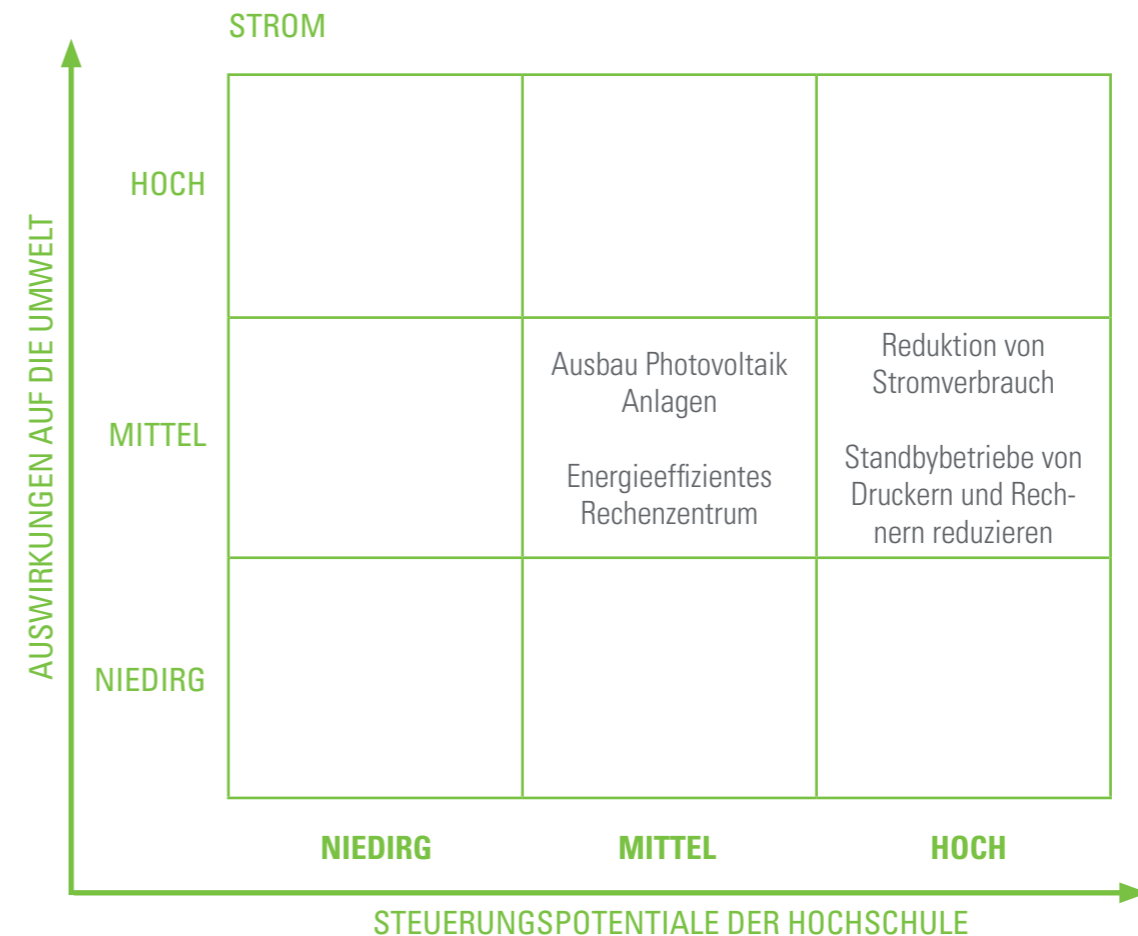 STROM
AUSWIRKUNGEN AUF DIE UMWELT
HOCH
MITTEL
Ausbau Photovoltaik
Anlagen
Energieeffizientes
Rechenzentrum
Reduktion von
Stromverbrauch
Standbybetriebe von
Druckern und Rech-
nern reduzieren
NIEDIRG
NIEDIRG
MITTEL
HOCH
STEUERUNGSPOTENTIALE DER HOCHSCHULE